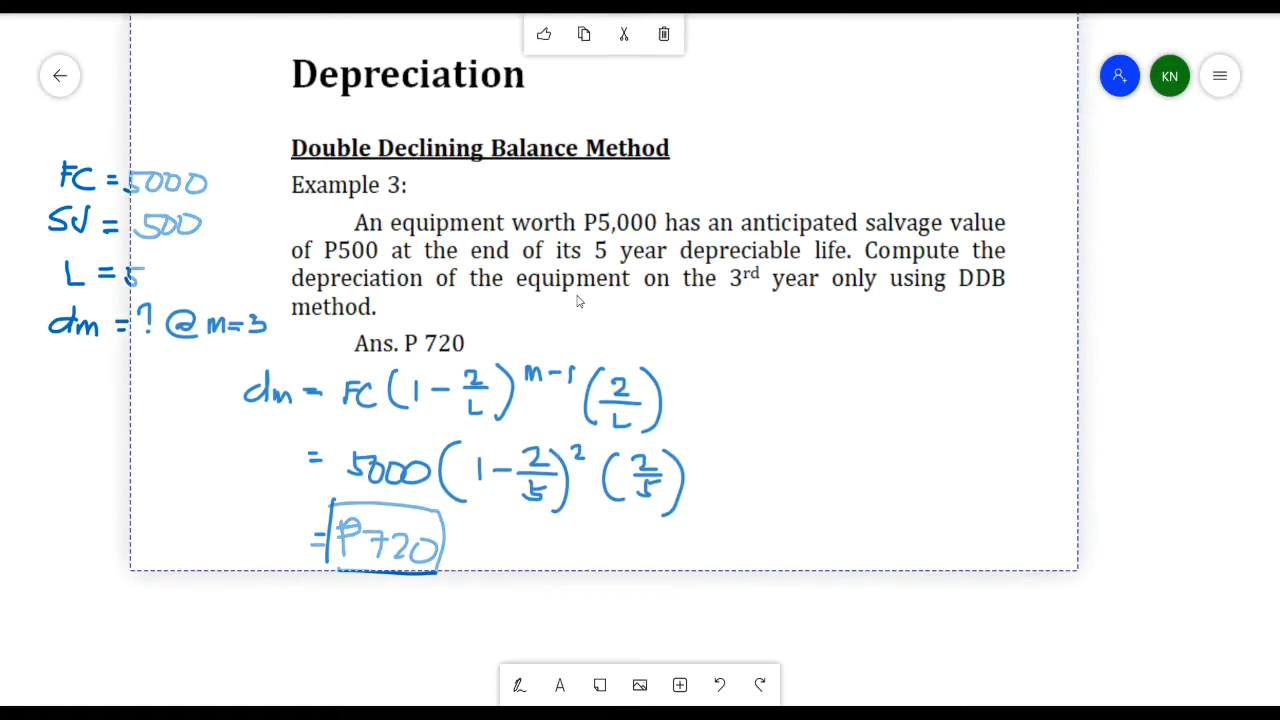 KN
Depreciation
Double Declining Balance Method
Example 3:
An equipment worth P5,000 has an anticipated salvage value
of P500 at the end of its 5 year depreciable life. Compute the
depreciation of the equipment on the 3rd year only using DDB
method.
Ans. P 720
FC = 5000
SV = 500
L = 5
dm = ? @ m=3
dm = FC (1 - 2/L)^(m-1) (2/L)
= 5000 (1 - 2/5)^2 (2/5)
= ₱720
A